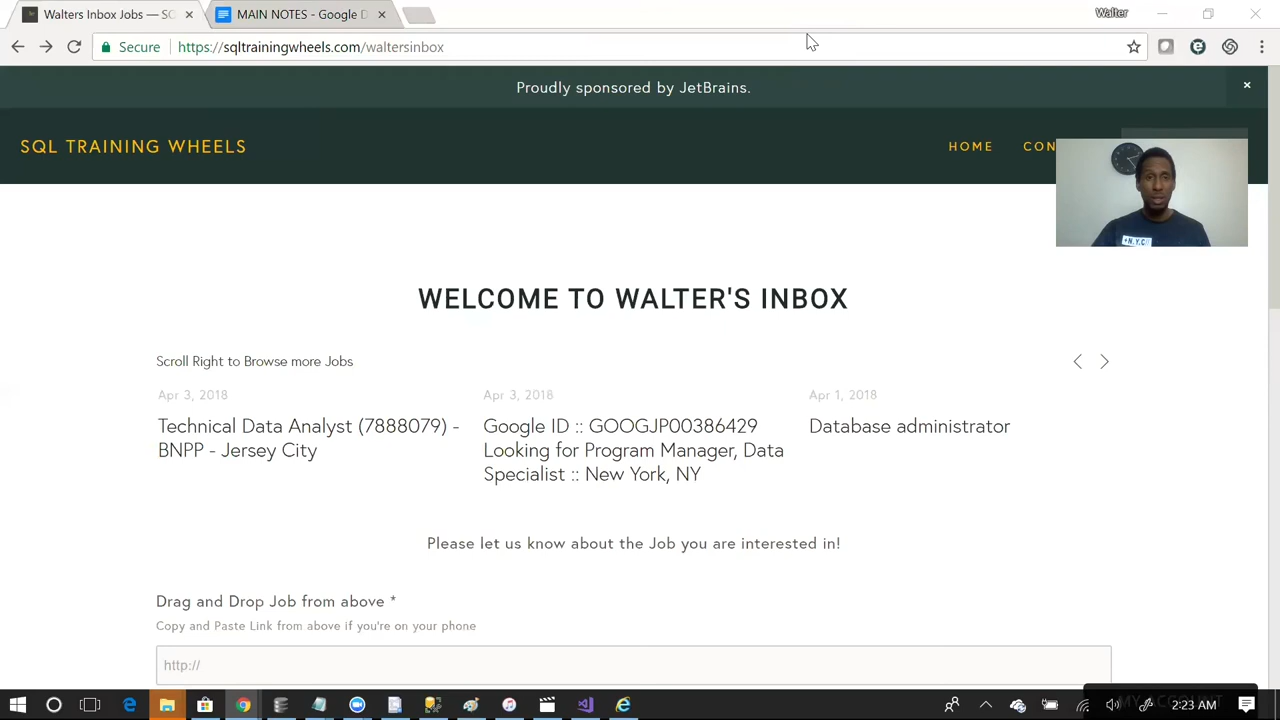 Walters Inbox Jobs — SQ
MAIN NOTES - Google D
Walter
Secure
https://sqltrainingwheels.com/waltersinbox
Proudly sponsored by JetBrains.
SQL TRAINING WHEELS
HOME
CON
+N.Y.C
WELCOME TO WALTER'S INBOX
Scroll Right to Browse more Jobs
Apr 3, 2018
Technical Data Analyst (7888079) -
BNPP - Jersey City
Apr 3, 2018
Google ID :: GOOGJP00386429
Looking for Program Manager, Data
Specialist :: New York, NY
Apr 1, 2018
Database administrator
Please let us know about the Job you are interested in!
Drag and Drop Job from above *
Copy and Paste Link from above if you're on your phone
http://
MY ACCOUNT
2:23 AM